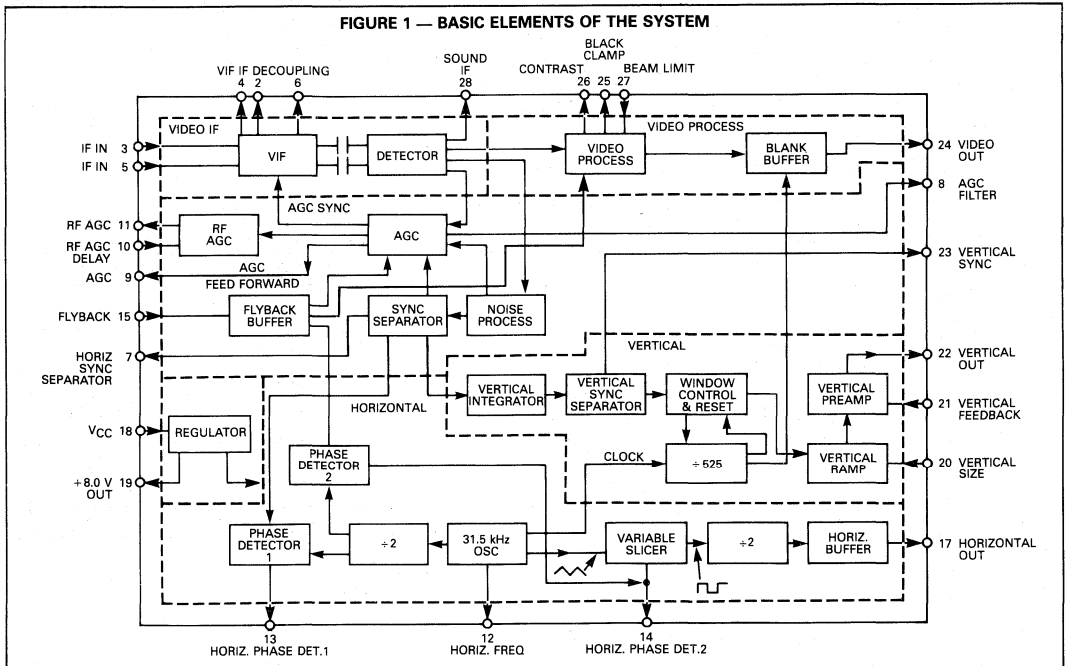 FIGURE 1 — BASIC ELEMENTS OF THE SYSTEM
VIF IF DECOUPLING
4 2 6
SOUND
IF
28
BLACK
CLAMP
CONTRAST BEAM LIMIT
26 25 27
VIDEO IF
VIDEO PROCESS
IF IN 3
IF IN 5
VIF
DETECTOR
VIDEO
PROCESS
BLANK
BUFFER
24 VIDEO
OUT
8 AGC
FILTER
AGC SYNC
RF AGC 11
RF AGC 10
DELAY
RF
AGC
AGC
AGC 9
AGC
FEED FORWARD
23 VERTICAL
SYNC
FLYBACK 15
FLYBACK
BUFFER
SYNC
SEPARATOR
NOISE
PROCESS
HORIZ 7
SYNC
SEPARATOR
VERTICAL
22 VERTICAL
OUT
HORIZONTAL
VERTICAL
INTEGRATOR
VERTICAL
SYNC
SEPARATOR
WINDOW
CONTROL
& RESET
VERTICAL
PREAMP
21 VERTICAL
FEEDBACK
VCC 18
REGULATOR
PHASE
DETECTOR
2
CLOCK
÷ 525
VERTICAL
RAMP
20 VERTICAL
SIZE
+8.0 V 19
OUT
PHASE
DETECTOR
1
÷2
31.5 kHz
OSC
VARIABLE
SLICER
÷2
HORIZ.
BUFFER
17 HORIZONTAL
OUT
13
HORIZ. PHASE DET.1
12
HORIZ. FREQ
14
HORIZ. PHASE DET.2